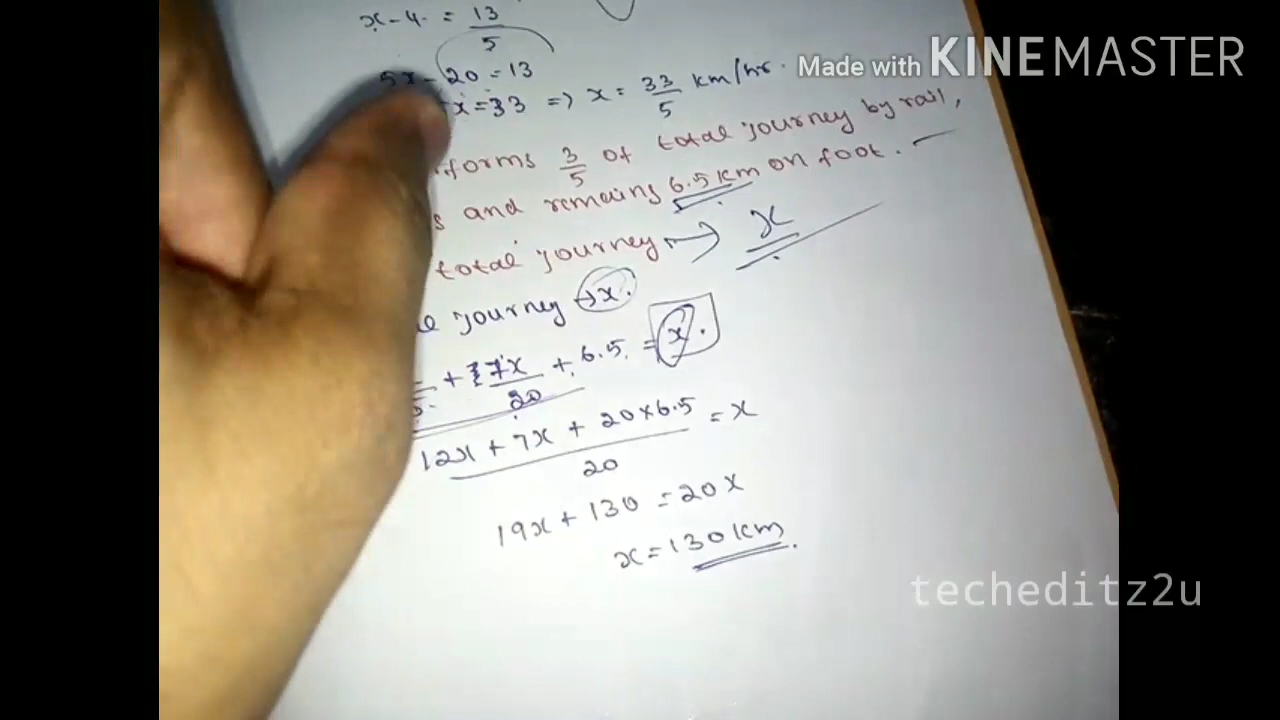 x - 4 = 13/5
Made with KINEMASTER
5x - 20 = 13
x = 33 => x = 33/5 km/hr.
forms 3/5 of total journey by rail,
s and remains 6.5 km on foot.
total journey → x
journey → x.
+ 7x/20 + 6.5 = x.
12x + 7x + 20×6.5 / 20 = x
19x + 130 = 20x
x = 130 km.
techeditz2u